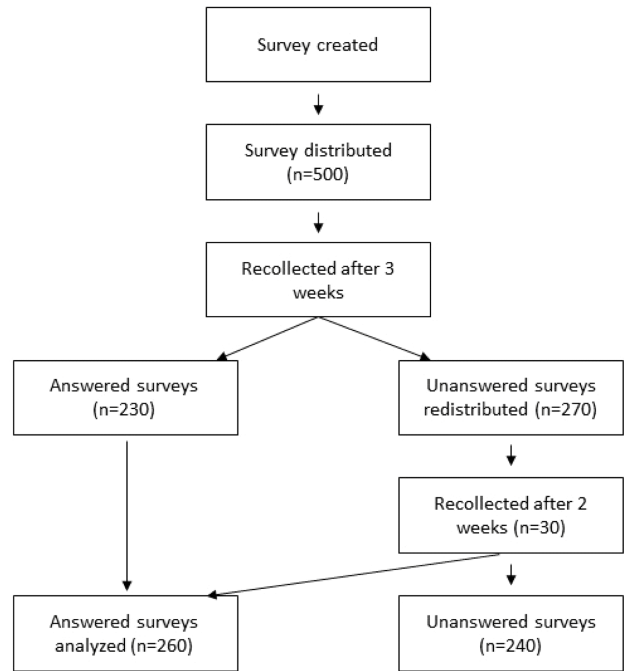 Survey created
Survey distributed
(n=500)
Recollected after 3
weeks
Answered surveys
(n=230)
Unanswered surveys
redistributed (n=270)
Recollected after 2
weeks (n=30)
Answered surveys
analyzed (n=260)
Unanswered surveys
(n=240)